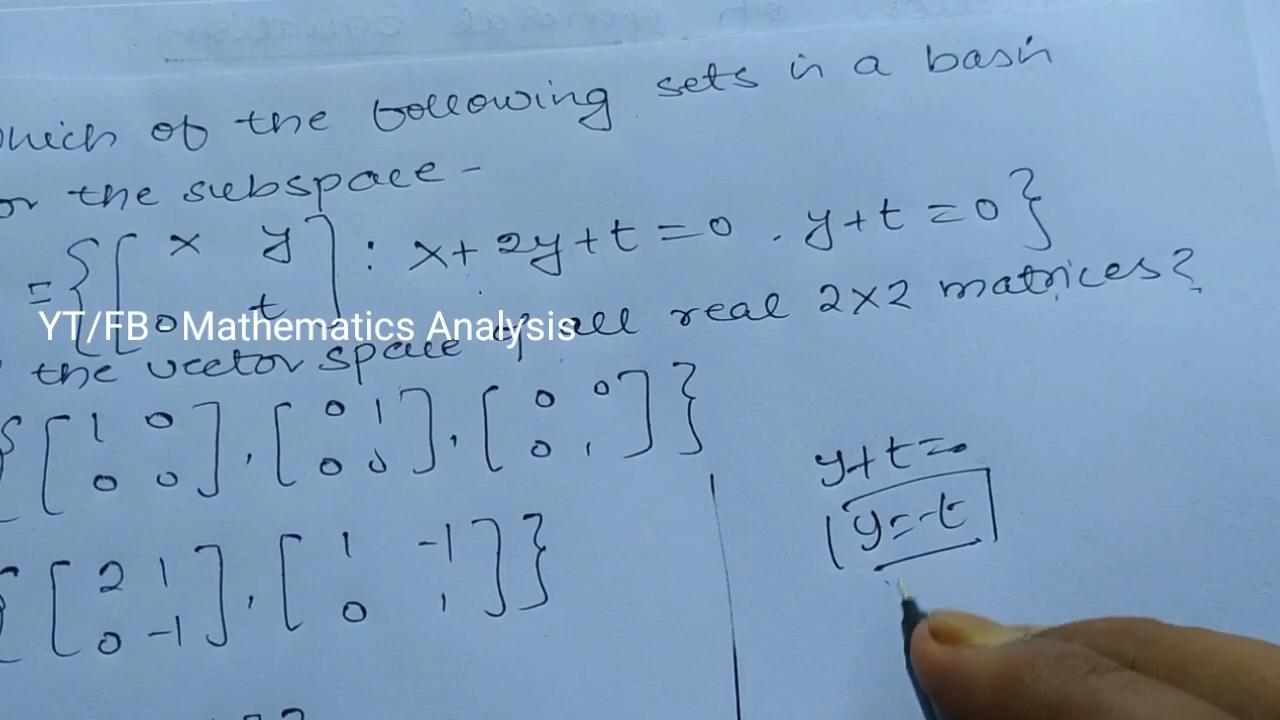 which of the following sets is a basis
for the subspace -
= { [ x y
0 t ] : x + 2y + t = 0 . y + t = 0 }
YT/FB - Mathematics Analysis
the vector space of all real 2×2 matrices?
{ [ 1 0
0 0 ] , [ 0 1
0 0 ] , [ 0 0
0 1 ] }
{ [ 2 1
0 -1 ] , [ 1 -1
0 1 ] }
y+t=0
y=-t